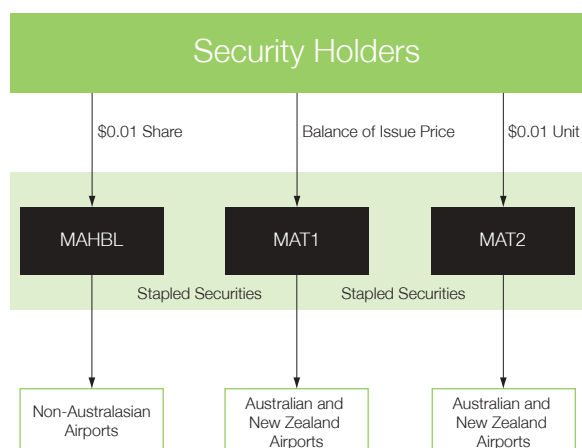 Security Holders
$0.01 Share
Balance of Issue Price
$0.01 Unit
MAHBL
MAT1
MAT2
Stapled Securities
Stapled Securities
Non-Australasian
Airports
Australian and
New Zealand
Airports
Australian and
New Zealand
Airports